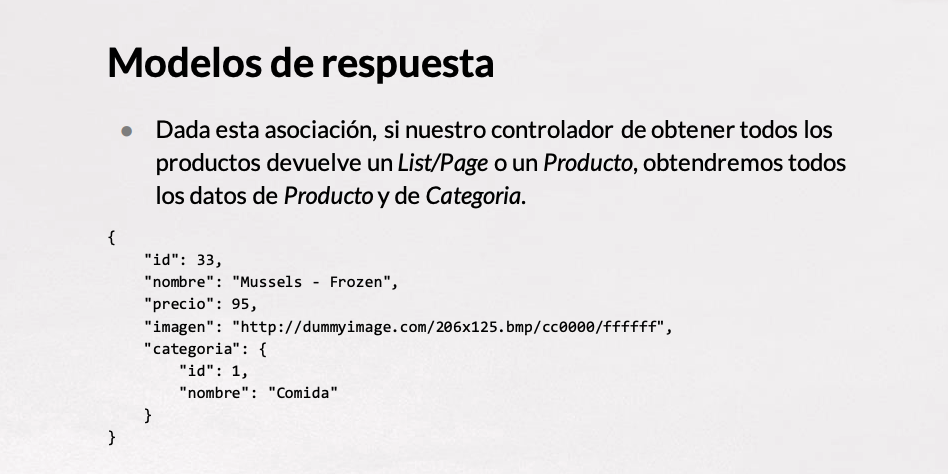 Modelos de respuesta
● Dada esta asociación, si nuestro controlador de obtener todos los
productos devuelve un List/Page o un Producto, obtendremos todos
los datos de Producto y de Categoria.
{
    "id": 33,
    "nombre": "Mussels - Frozen",
    "precio": 95,
    "imagen": "http://dummyimage.com/206x125.bmp/cc0000/ffffff",
    "categoria": {
        "id": 1,
        "nombre": "Comida"
    }
}